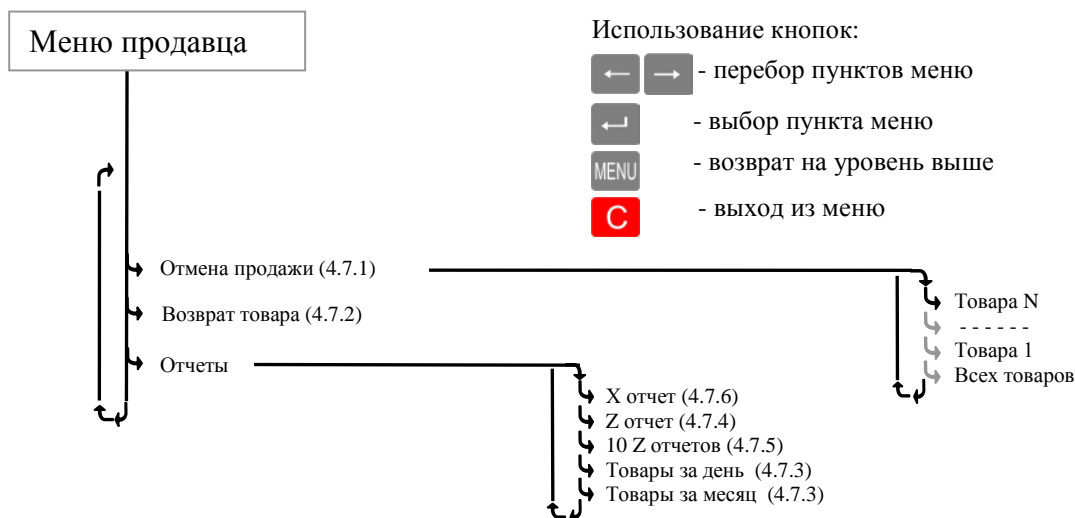 Меню продавца
Использование кнопок:
← → - перебор пунктов меню
↵ - выбор пункта меню
MENU - возврат на уровень выше
C - выход из меню
Отмена продажи (4.7.1)
Возврат товара (4.7.2)
Отчеты
Товара N
- - - - - -
Товара 1
Всех товаров
X отчет (4.7.6)
Z отчет (4.7.4)
10 Z отчетов (4.7.5)
Товары за день (4.7.3)
Товары за месяц (4.7.3)